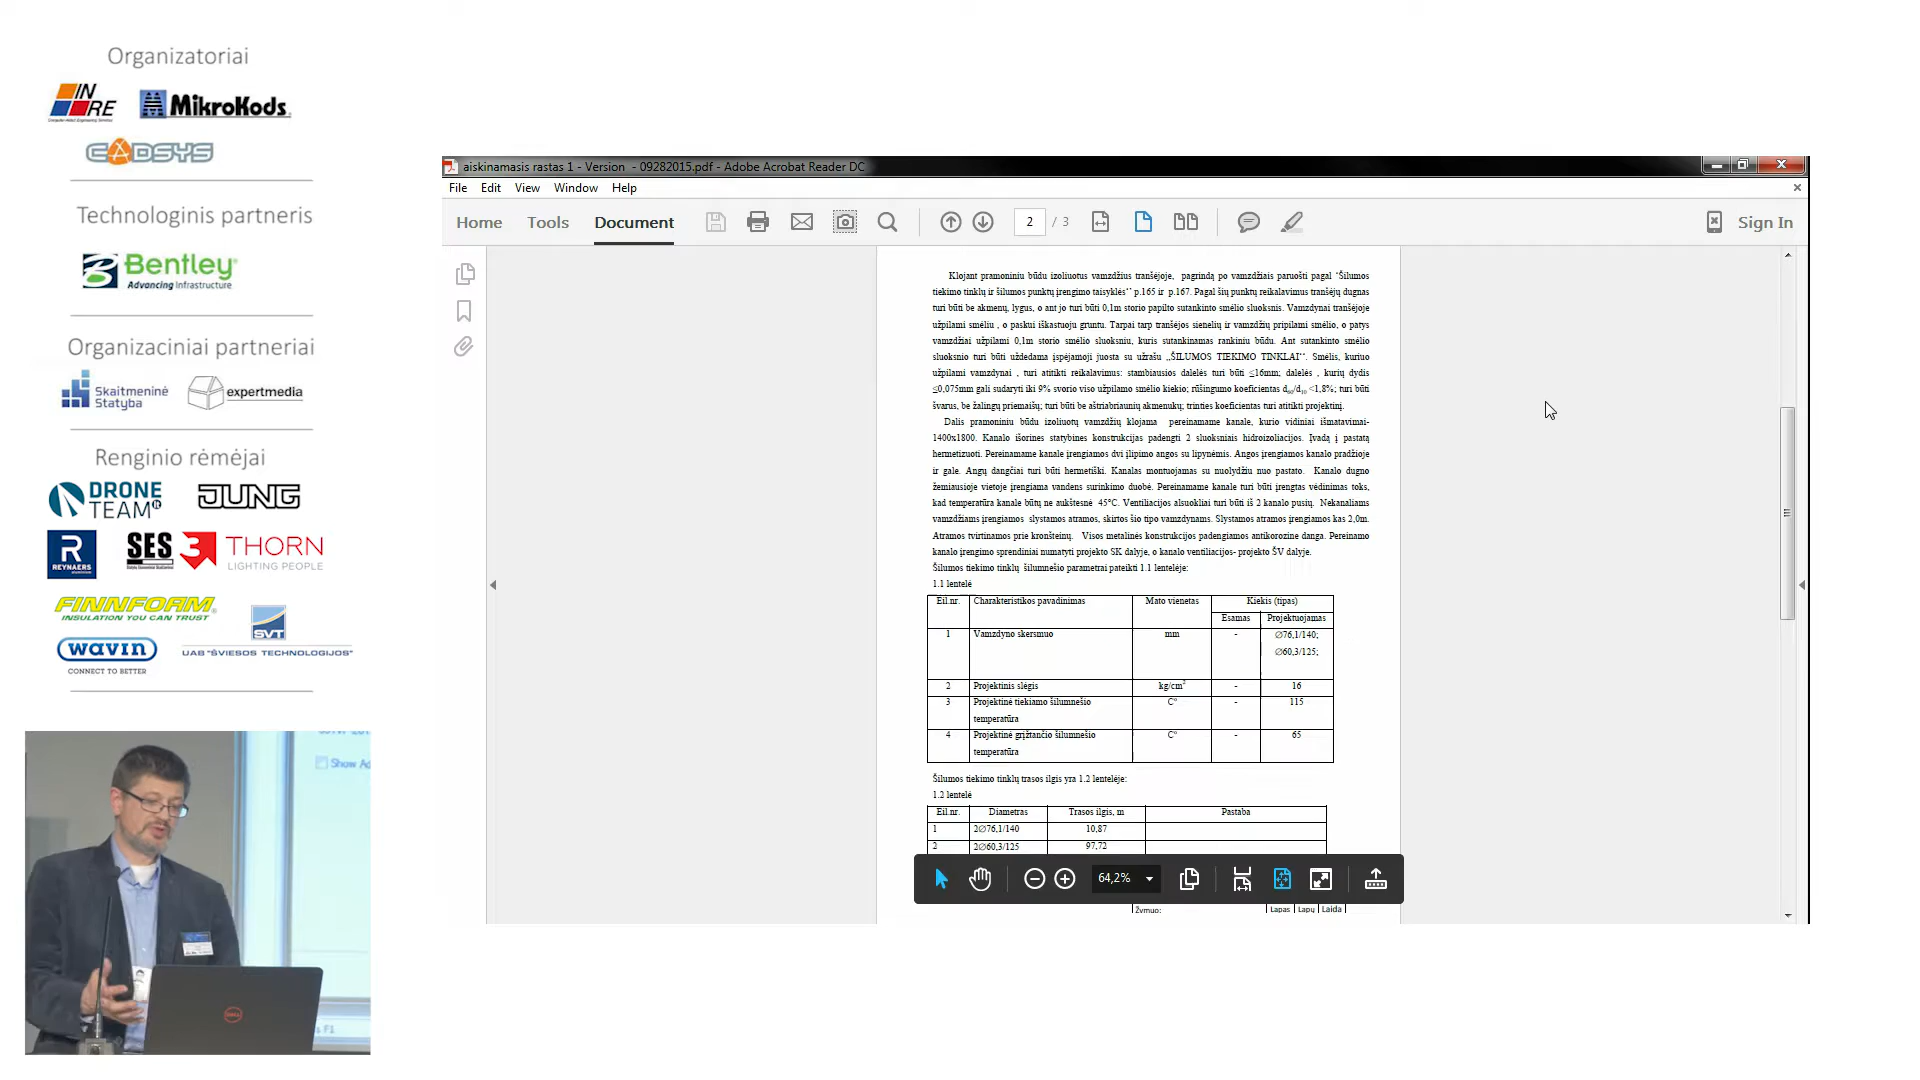 Organizatoriai
IN RE
MikroKods
CADSYS
Technologinis partneris
Bentley
Advancing Infrastructure
Organizaciniai partneriai
Skaitmeninė Statyba
expertmedia
Renginio rėmėjai
DRONE TEAM lt
JUNG
R
REYNAERS
SES
THORN
LIGHTING PEOPLE
FINNFOAM
INSULATION YOU CAN TRUST
SVT
UAB "ŠVIESOS TECHNOLOGIJOS"
wavin
CONNECT TO BETTER
Show Ad
DELL
s F1
aiskinamasis rastas 1 - Version - 09282015.pdf - Adobe Acrobat Reader DC
File Edit View Window Help
Home Tools Document 2 / 3 Sign In
Klojant pramoniniu būdu izoliuotus vamzdžius tranšėjoje, pagrindą po vamzdžiais paruošti pagal 'Šilumos
tiekimo tinklų ir šilumos punktų įrengimo taisyklės'' p.165 ir p.167. Pagal šių punktų reikalavimus tranšėjų dugnas
turi būti be akmenų, lygus, o ant jo turi būti 0,1m storio papilto sutankinto smėlio sluoksnis. Vamzdynai tranšėjoje
užpilami smėliu , o paskui iškastuoju gruntu. Tarpai tarp tranšėjos sienelių ir vamzdžių pripilami smėlio, o patys
vamzdžiai užpilami 0,1m storio smėlio sluoksniu, kuris sutankinamas rankiniu būdu. Ant sutankinto smėlio
sluoksnio turi būti uždedama įspėjamoji juosta su užrašu ,,ŠILUMOS TIEKIMO TINKLAI''. Smėlis, kuriuo
užpilami vamzdynai , turi atitikti reikalavimus: stambiausios dalelės turi būti ≤16mm; dalelės , kurių dydis
≤0,075mm gali sudaryti iki 9% svorio viso užpilamo smėlio kiekio; rūšingumo koeficientas d60/d10 <1,8%; turi būti
švarus, be žalingų priemaišų; turi būti be aštriabriaunių akmenukų; trinties koeficientas turi atitikti projektinį.
Dalis pramoniniu būdu izoliuotų vamzdžių klojama pereinamame kanale, kurio vidiniai išmatavimai-
1400x1800. Kanalo išorines statybines konstrukcijas padengti 2 sluoksniais hidroizoliacijos. Įvadą į pastatą
hermetizuoti. Pereinamame kanale įrengiamos dvi įlipimo angos su lipynėmis. Angos įrengiamos kanalo pradžioje
ir gale. Angų dangčiai turi būti hermetiški. Kanalas montuojamas su nuolydžiu nuo pastato. Kanalo dugno
žemiausioje vietoje įrengiama vandens surinkimo duobė. Pereinamame kanale turi būti įrengtas vėdinimas toks,
kad temperatūra kanale būtų ne aukštesnė 45°C. Ventiliacijos alsuokliai turi būti iš 2 kanalo pusių. Nekanaliams
vamzdžiams įrengiamos slystamos atramos, skirtos šio tipo vamzdynams. Slystamos atramos įrengiamos kas 2,0m.
Atramos tvirtinamos prie kronšteinų. Visos metalinės konstrukcijos padengiamos antikorozine danga. Pereinamo
kanalo įrengimo sprendiniai numatyti projekto SK dalyje, o kanalo ventiliacijos- projekto ŠV dalyje.
Šilumos tiekimo tinklų šilumnešio parametrai pateikti 1.1 lentelėje:
1.1 lentelė
Eil.nr. Charakteristikos pavadinimas Mato vienetas Kiekis (tipas)
Esamas Projektuojamas
1 Vamzdyno skersmuo mm - ∅76,1/140;
∅60,3/125;
2 Projektinis slėgis kg/cm² - 16
3 Projektinė tiekiamo šilumnešio C° - 115
temperatūra
4 Projektinė grįžtančio šilumnešio C° - 65
temperatūra
Šilumos tiekimo tinklų trasos ilgis yra 1.2 lentelėje:
1.2 lentelė
Eil.nr. Diametras Trasos ilgis, m Pastaba
1 2∅76,1/140 10,87
2 2∅60,3/125 97,72
64,2%
Žymuo: Lapas Lapų Laida